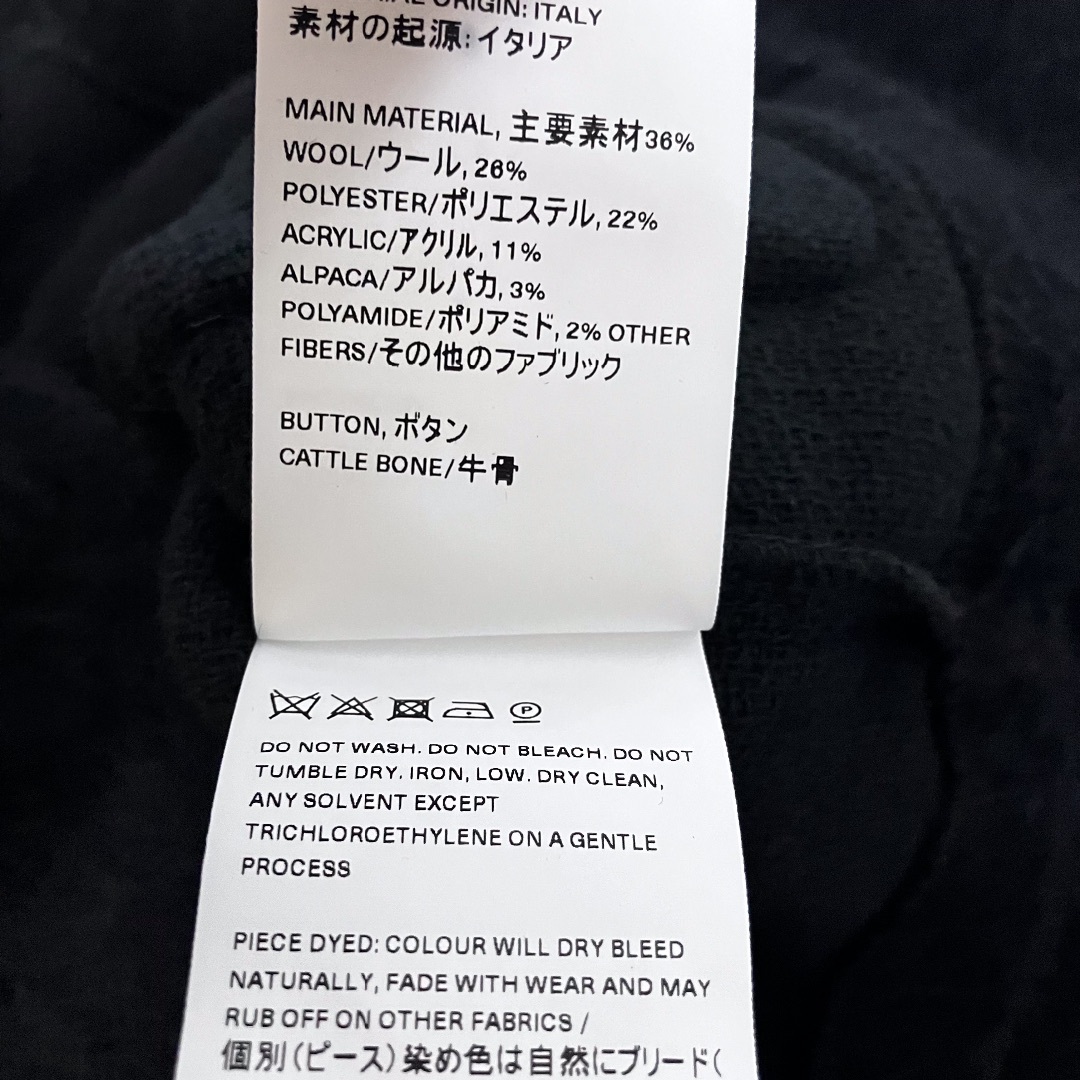 ORIGIN: ITALY
素材の起源: イタリア
MAIN MATERIAL, 主要素材36%
WOOL/ウール, 26%
POLYESTER/ポリエステル, 22%
ACRYLIC/アクリル, 11%
ALPACA/アルパカ, 3%
POLYAMIDE/ポリアミド, 2% OTHER
FIBERS/その他のファブリック
BUTTON, ボタン
CATTLE BONE/牛骨
P
DO NOT WASH. DO NOT BLEACH. DO NOT
TUMBLE DRY. IRON, LOW. DRY CLEAN,
ANY SOLVENT EXCEPT
TRICHLOROETHYLENE ON A GENTLE
PROCESS
PIECE DYED: COLOUR WILL DRY BLEED
NATURALLY, FADE WITH WEAR AND MAY
RUB OFF ON OTHER FABRICS /
個別(ピース)染め色は自然にブリード(